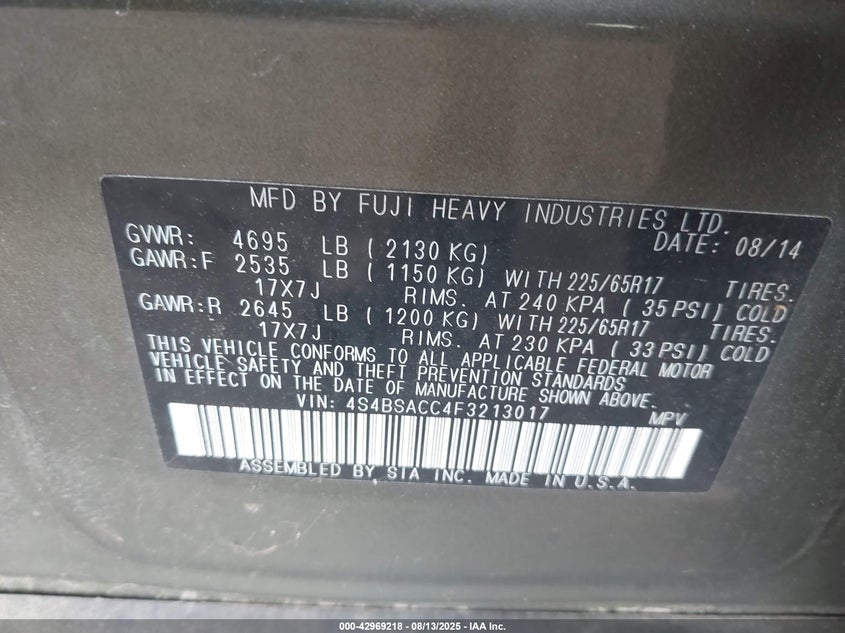 MFD BY FUJI HEAVY INDUSTRIES LTD.
GVWR: 4695 LB ( 2130 KG) DATE: 08/14
GAWR:F 2535 LB ( 1150 KG) WITH 225/65R17 TIRES.
17X7J RIMS. AT 240 KPA ( 35 PSI) COLD
GAWR:R 2645 LB ( 1200 KG) WITH 225/65R17 TIRES.
17X7J RIMS. AT 230 KPA ( 33 PSI) COLD
THIS VEHICLE CONFORMS TO ALL APPLICABLE FEDERAL MOTOR
VEHICLE SAFETY AND THEFT PREVENTION STANDARDS
IN EFFECT ON THE DATE OF MANUFACTURE SHOWN ABOVE.
VIN: 4S4BSACC4F3213017 MPV
ASSEMBLED BY SIA INC. MADE IN U.S.A.
000-42969218 - 08/13/2025 - IAA Inc.